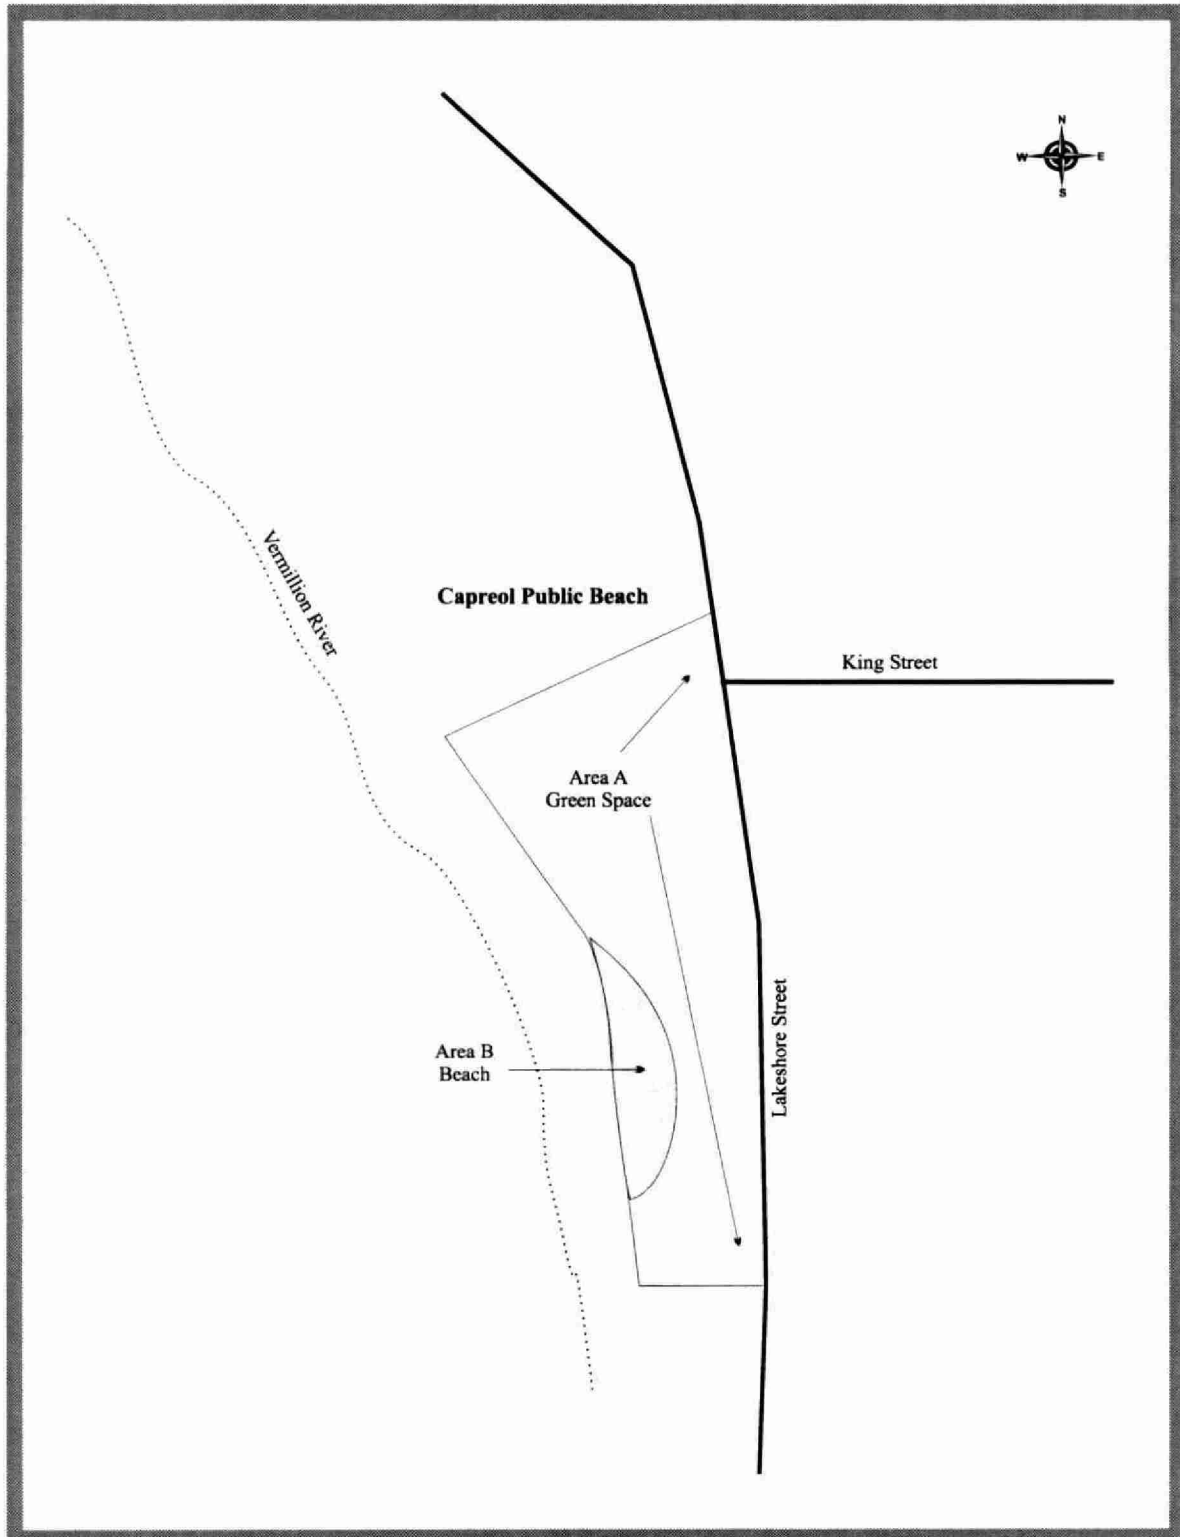 N
W E
S
Vermillion River
Capreol Public Beach
King Street
Area A
Green Space
Area B
Beach
Lakeshore Street